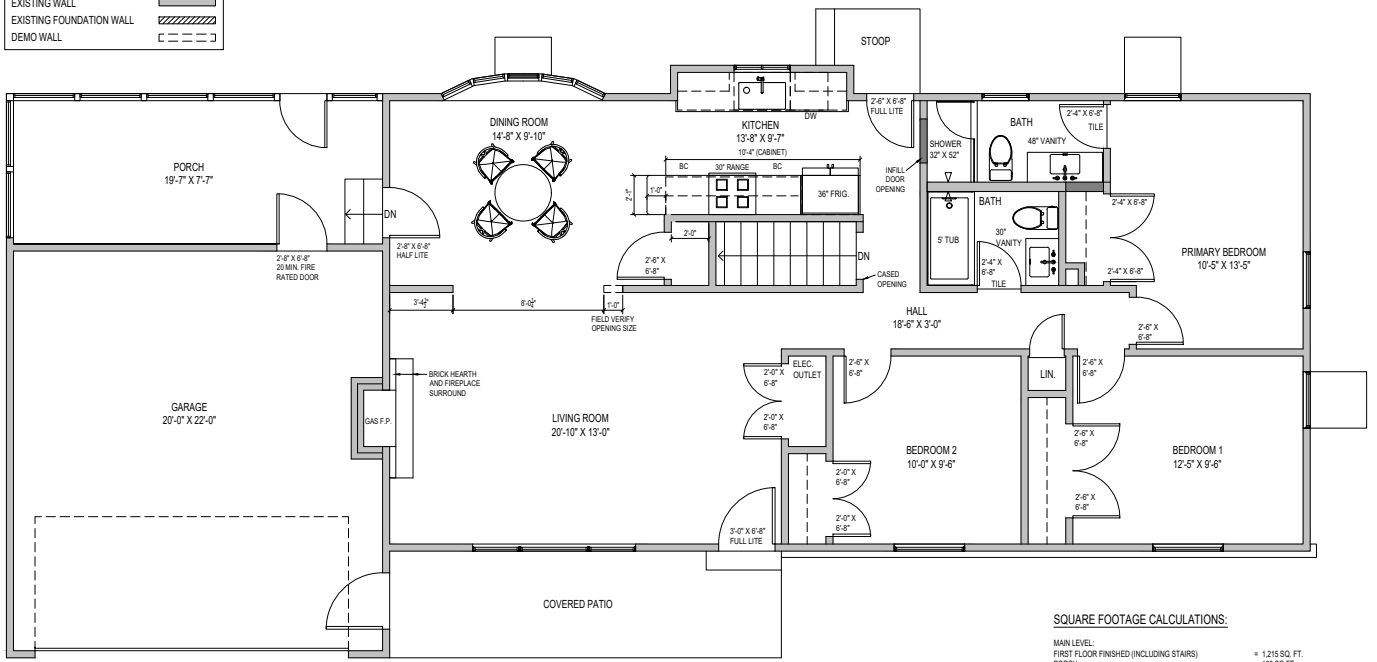 EXISTING WALL
EXISTING FOUNDATION WALL
DEMO WALL
STOOP
DINING ROOM
14'-8" X 9'-10"
KITCHEN
13'-8" X 9'-7"
10'-4" (CABINET)
DW
2'-6" X 6'-8"
FULL LITE
BC
30" RANGE
BC
36" FRIG.
2'-1"
1'-0"
SHOWER
32" X 52"
INFILL
DOOR
OPENING
BATH
48" VANITY
2'-4" X 6'-8"
TILE
PORCH
19'-7" X 7'-7"
DN
2'-8" X 6'-8"
HALF LITE
2'-8" X 6'-8"
20 MIN. FIRE
RATED DOOR
2'-0"
2'-6" X
6'-8"
DN
CASED
OPENING
BATH
5' TUB
30"
VANITY
2'-4" X
6'-8"
TILE
2'-4" X 6'-8"
2'-4" X 6'-8"
PRIMARY BEDROOM
10'-5" X 13'-5"
3'-4½"
8'-0½"
1'-0"
FIELD VERIFY
OPENING SIZE
HALL
18'-6" X 3'-0"
2'-6" X
6'-8"
BRICK HEARTH
AND FIREPLACE
SURROUND
GAS F.P.
GARAGE
20'-0" X 22'-0"
LIVING ROOM
20'-10" X 13'-0"
2'-0" X
6'-8"
2'-0" X
6'-8"
ELEC.
OUTLET
2'-6" X
6'-8"
LIN.
2'-6" X
6'-8"
BEDROOM 2
10'-0" X 9'-6"
2'-0" X
6'-8"
2'-0" X
6'-8"
2'-6" X
6'-8"
2'-6" X
6'-8"
BEDROOM 1
12'-5" X 9'-6"
3'-0" X 6'-8"
FULL LITE
COVERED PATIO
SQUARE FOOTAGE CALCULATIONS:
MAIN LEVEL:
FIRST FLOOR FINISHED (INCLUDING STAIRS) = 1,215 SQ. FT.